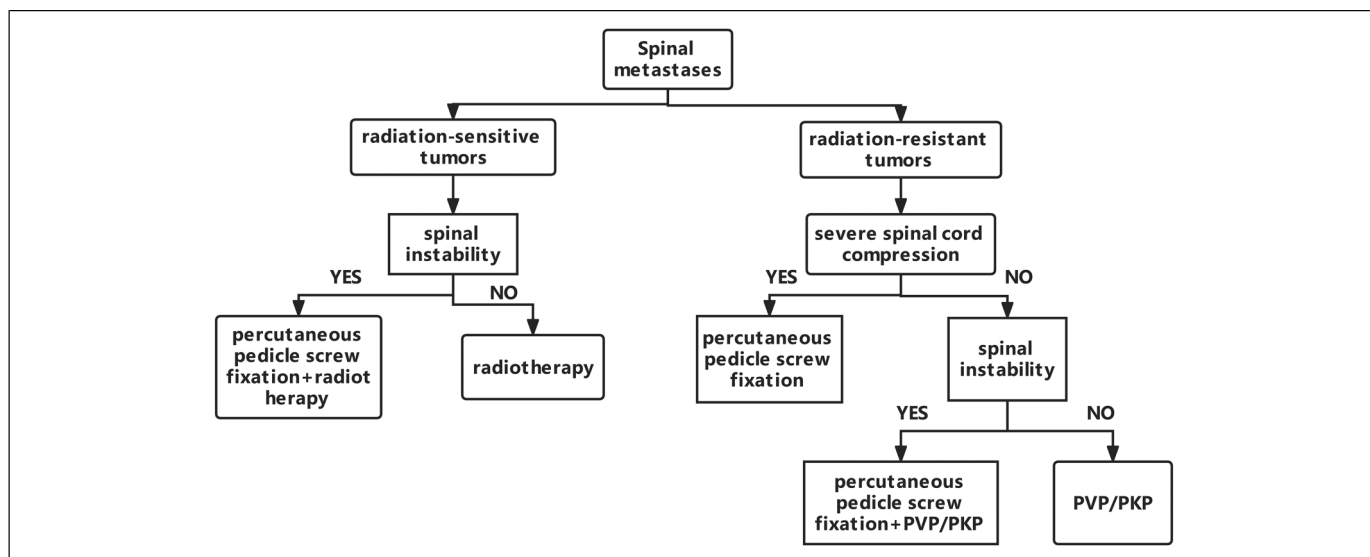 Spinal
metastases
radiation-sensitive
tumors
radiation-resistant
tumors
spinal
instability
severe spinal cord
compression
YES
NO
YES
NO
percutaneous
pedicle screw
fixation+radiot
herapy
radiotherapy
percutaneous
pedicle screw
fixation
spinal
instability
YES
NO
percutaneous
pedicle screw
fixation+PVP/PKP
PVP/PKP